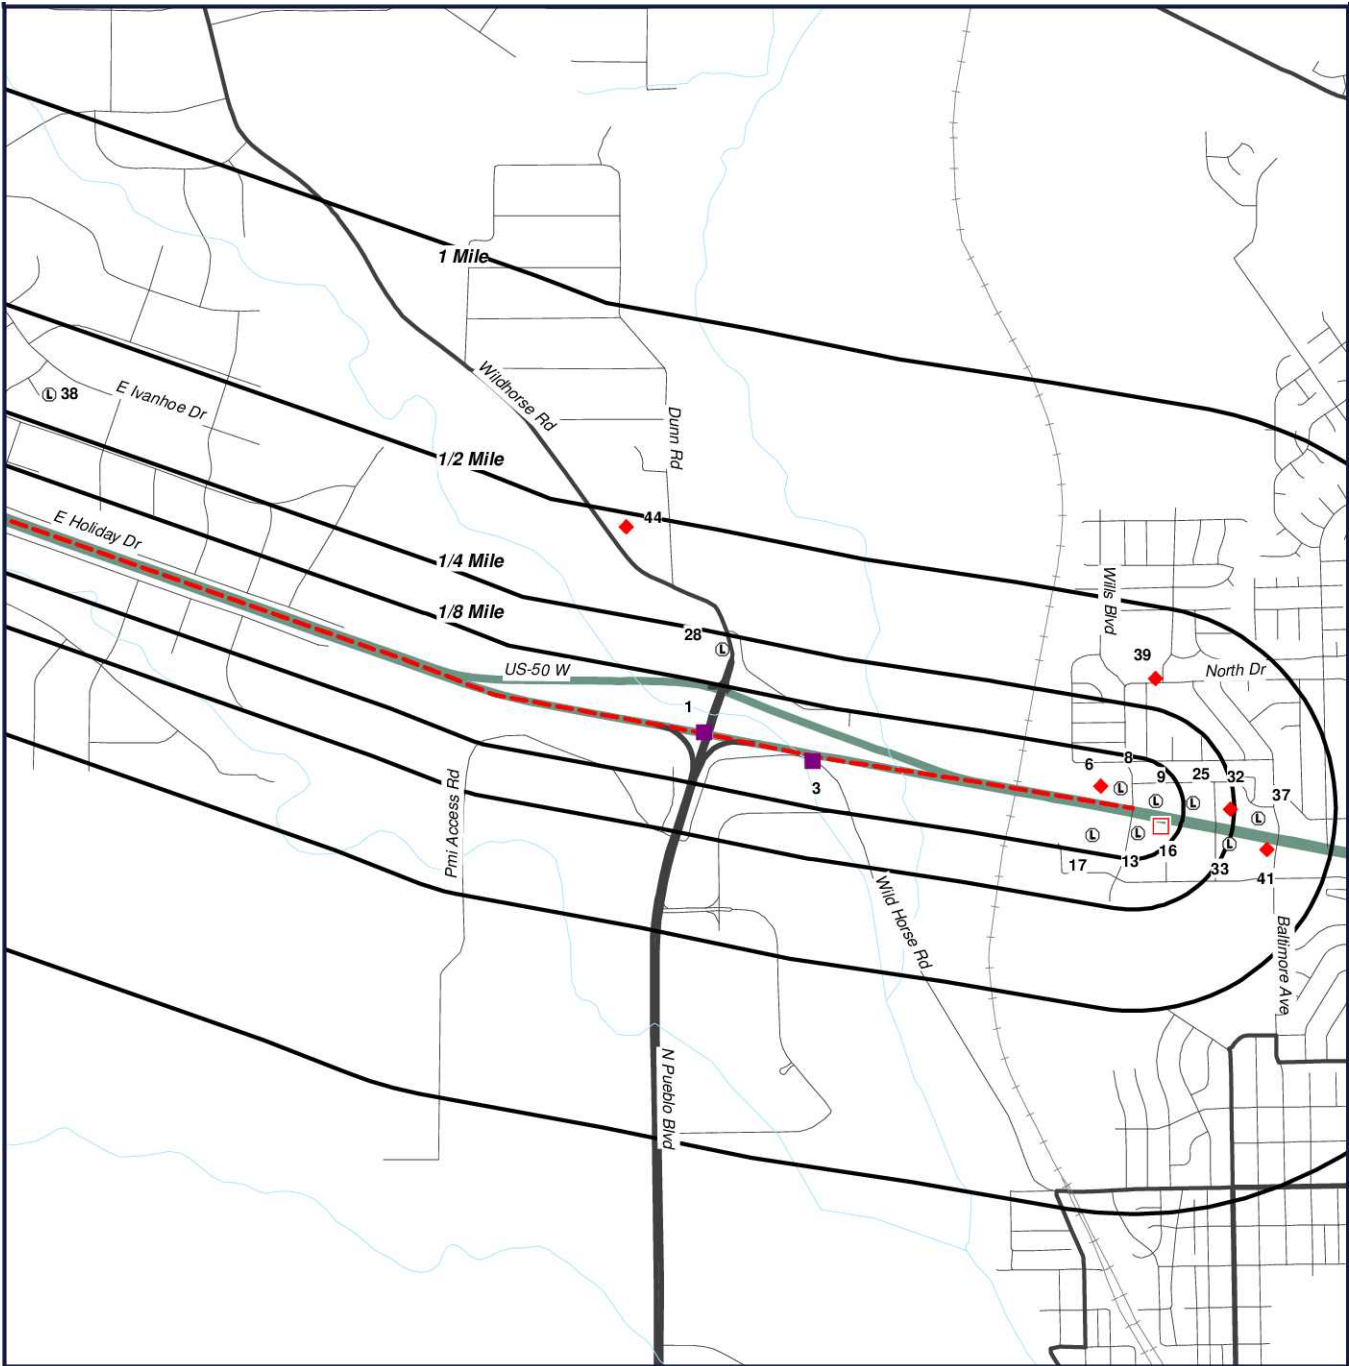 1 Mile
Wildhorse Rd
L 38
E Ivanhoe Dr
Dunn Rd
1/2 Mile
44
E Holiday Dr
1/4 Mile
Wills Blvd
1/8 Mile
28
L
39
US-50 W
North Dr
1
8
6
9
25
32
3
L
L
L
37
L
L
L
L
17
13
16
33
41
Pmi Access Rd
Wild Horse Rd
Baltimore Ave
N Pueblo Blvd